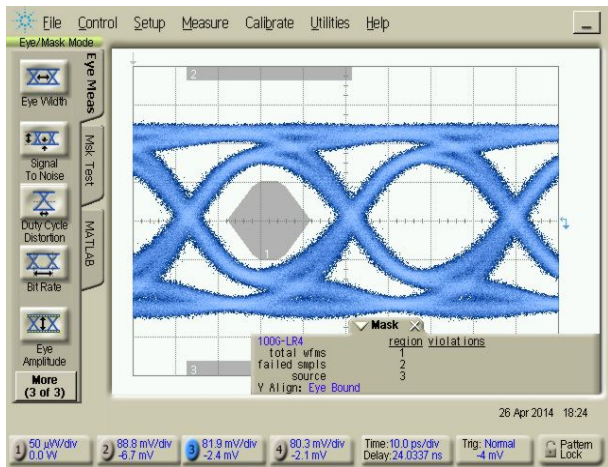 File Control Setup Measure Calibrate Utilities Help
Eye/Mask Mode
Eye Meas
Msk Test
MATLAB
Eye Width
Signal
To Noise
Duty Cycle
Distortion
Bit Rate
Eye
Amplitude
More
(3 of 3)
2
1
3
Mask
100G-LR4 region violations
total wfms 1
failed smpls 2
source 3
Y Align: Eye Bound
26 Apr 2014 18:24
1 50 µW/div
0.0 W
2 88.8 mV/div
-6.7 mV
3 81.9 mV/div
-2.4 mV
4 80.3 mV/div
-2.1 mV
Time:10.0 ps/div
Delay:24.0337 ns
Trig: Normal
-4 mV
Pattern
Lock